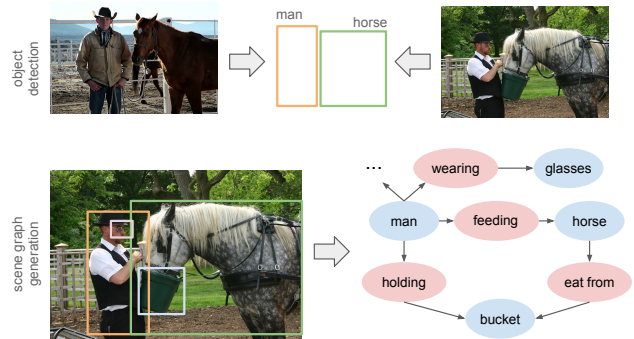 object
detection
man
horse
scene graph
generation
...
wearing
glasses
man
feeding
horse
holding
eat from
bucket